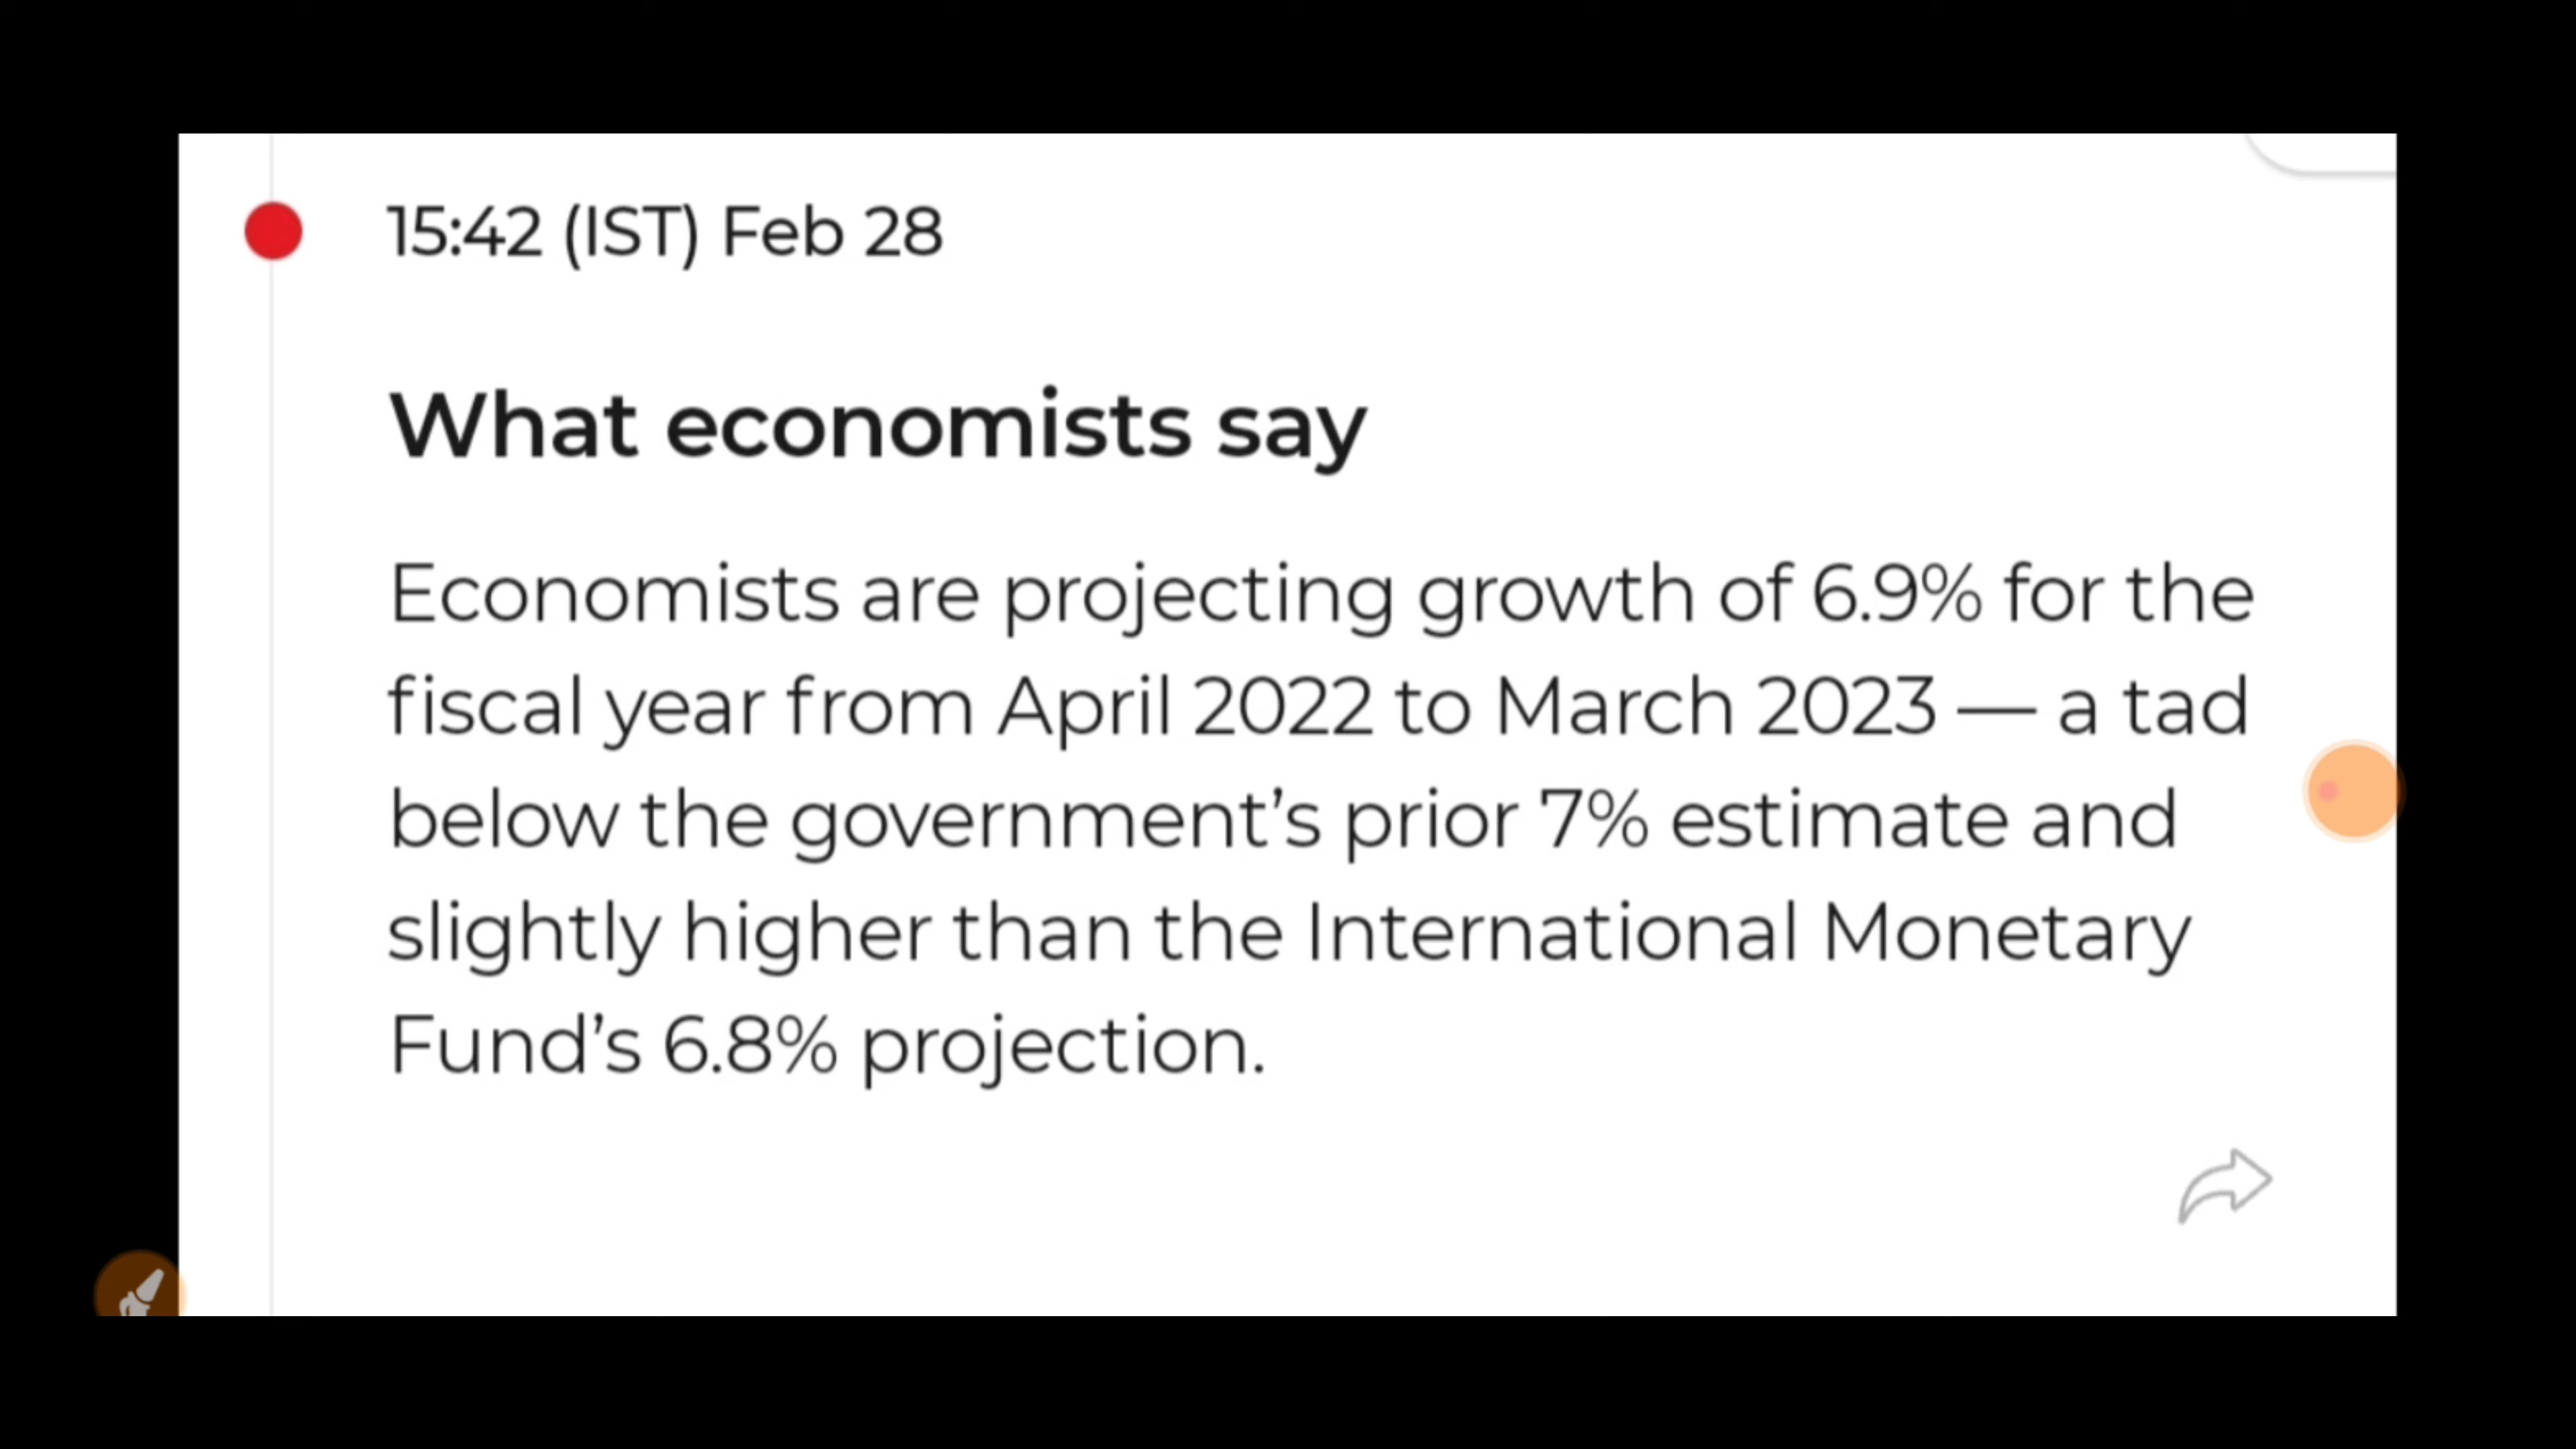 15:42 (IST) Feb 28
What economists say
Economists are projecting growth of 6.9% for the
fiscal year from April 2022 to March 2023 — a tad
below the government’s prior 7% estimate and
slightly higher than the International Monetary
Fund’s 6.8% projection.